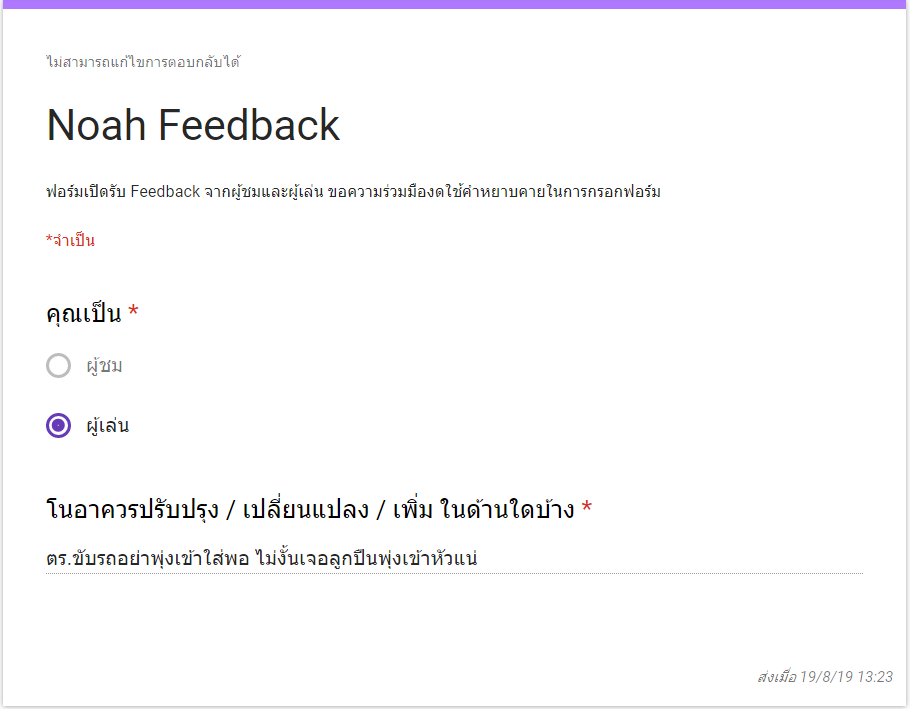 ไม่สามารถแก้ไขการตอบกลับได้
Noah Feedback
ฟอร์มเปิดรับ Feedback จากผู้ชมและผู้เล่น ขอความร่วมมืองดใช้คำหยาบคายในการกรอกฟอร์ม
*จำเป็น
คุณเป็น *
ผู้ชม
ผู้เล่น
โนอาควรปรับปรุง / เปลี่ยนแปลง / เพิ่ม ในด้านใดบ้าง *
ตร.ขับรถอย่าพุ่งเข้าใส่พอ ไม่งั้นเจอลูกปืนพุ่งเข้าหัวแน่
ส่งเมื่อ 19/8/19 13:23